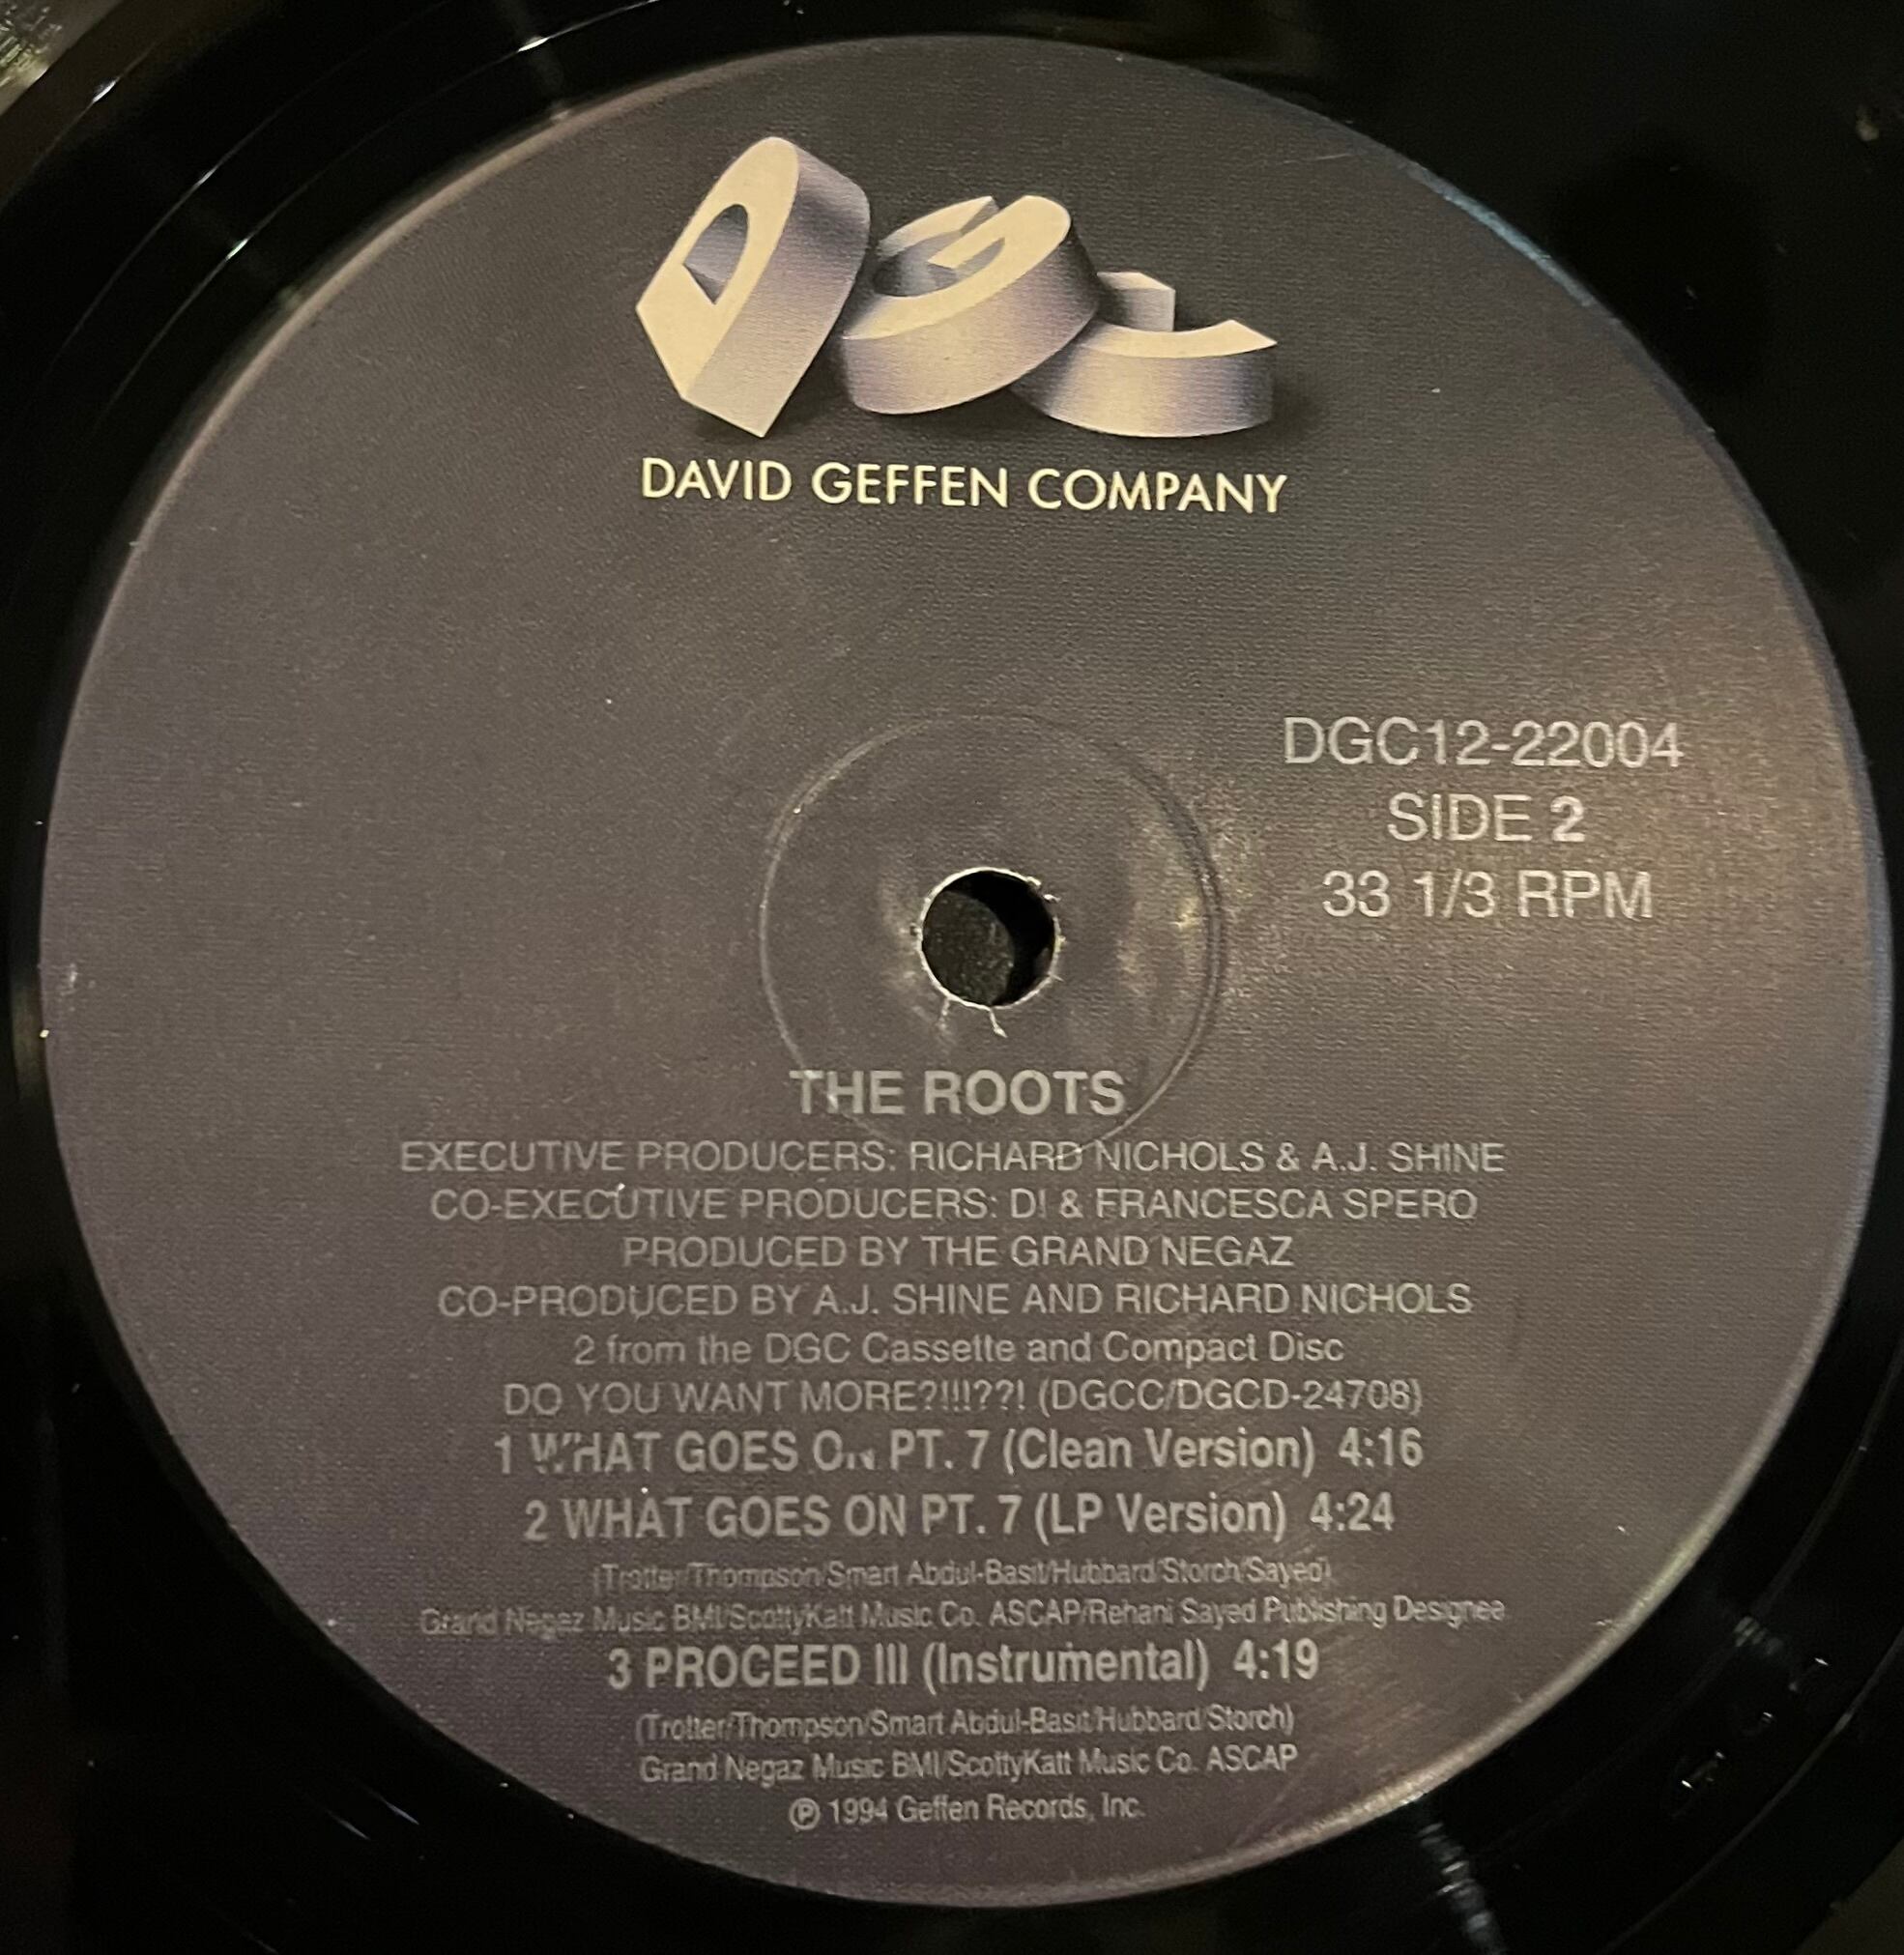 DGC
DAVID GEFFEN COMPANY
DGC12-22004
SIDE 2
33 1/3 RPM
THE ROOTS
EXECUTIVE PRODUCERS: RICHARD NICHOLS & A.J. SHINE
CO-EXECUTIVE PRODUCERS: DI & FRANCESCA SPERO
PRODUCED BY THE GRAND NEGAZ
CO-PRODUCED BY A.J. SHINE AND RICHARD NICHOLS
2 from the DGC Cassette and Compact Disc
DO YOU WANT MORE?!!!??! (DGCC/DGCD-24708)
1 WHAT GOES ON PT. 7 (Clean Version) 4:16
2 WHAT GOES ON PT. 7 (LP Version) 4:24
(Trotter/Thompson/Smart Abdul-Basit/Hubbard/Storch/Sayed)
Grand Negaz Music BMI/ScottyKatt Music Co. ASCAP/Rehani Sayed Publishing Designee
3 PROCEED III (Instrumental) 4:19
(Trotter/Thompson/Smart Abdul-Basit/Hubbard/Storch)
Grand Negaz Music BMI/ScottyKatt Music Co. ASCAP
℗ 1994 Geffen Records, Inc.